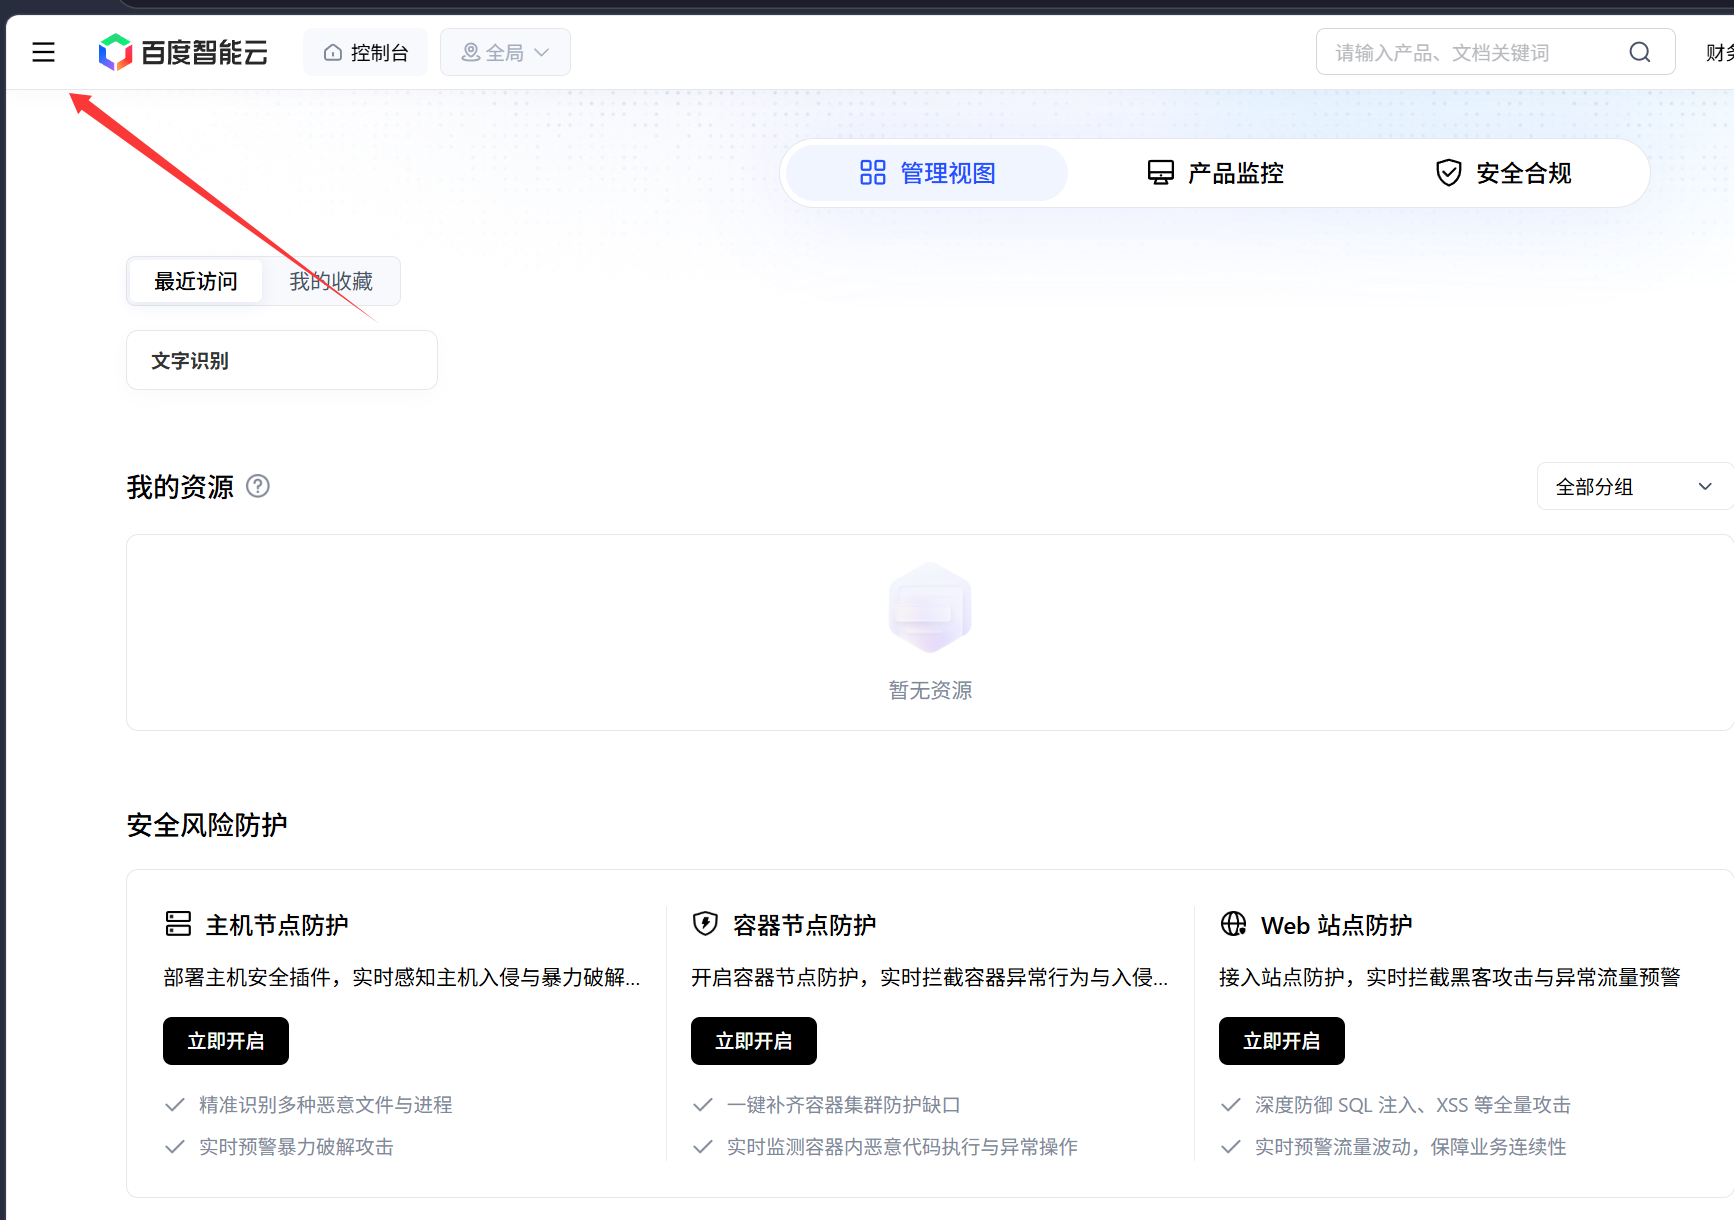 百度智能云
控制台
全局
请输入产品、文档关键词
管理视图
产品监控
安全合规
最近访问
我的收藏
文字识别
我的资源
全部分组
暂无资源
安全风险防护
主机节点防护
部署主机安全插件，实时感知主机入侵与暴力破解...
立即开启
精准识别多种恶意文件与进程
实时预警暴力破解攻击
容器节点防护
开启容器节点防护，实时拦截容器异常行为与入侵...
立即开启
一键补齐容器集群防护缺口
实时监测容器内恶意代码执行与异常操作
Web 站点防护
接入站点防护，实时拦截黑客攻击与异常流量预警
立即开启
深度防御 SQL 注入、XSS 等全量攻击
实时预警流量波动，保障业务连续性